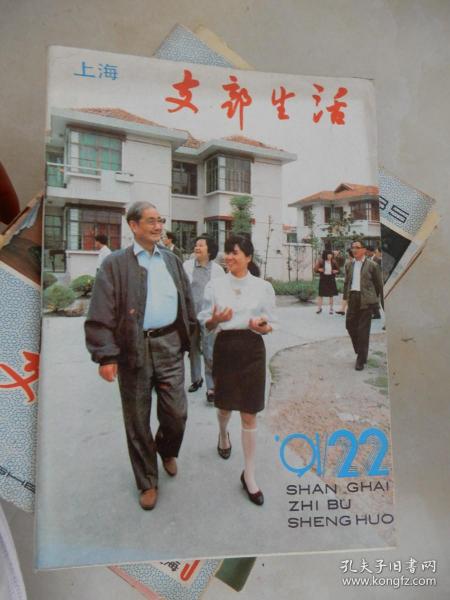 上海
支部生活
'91/22
SHAN GHAI
ZHI BU
SHENG HUO
孔夫子旧书网
www.kongfz.com